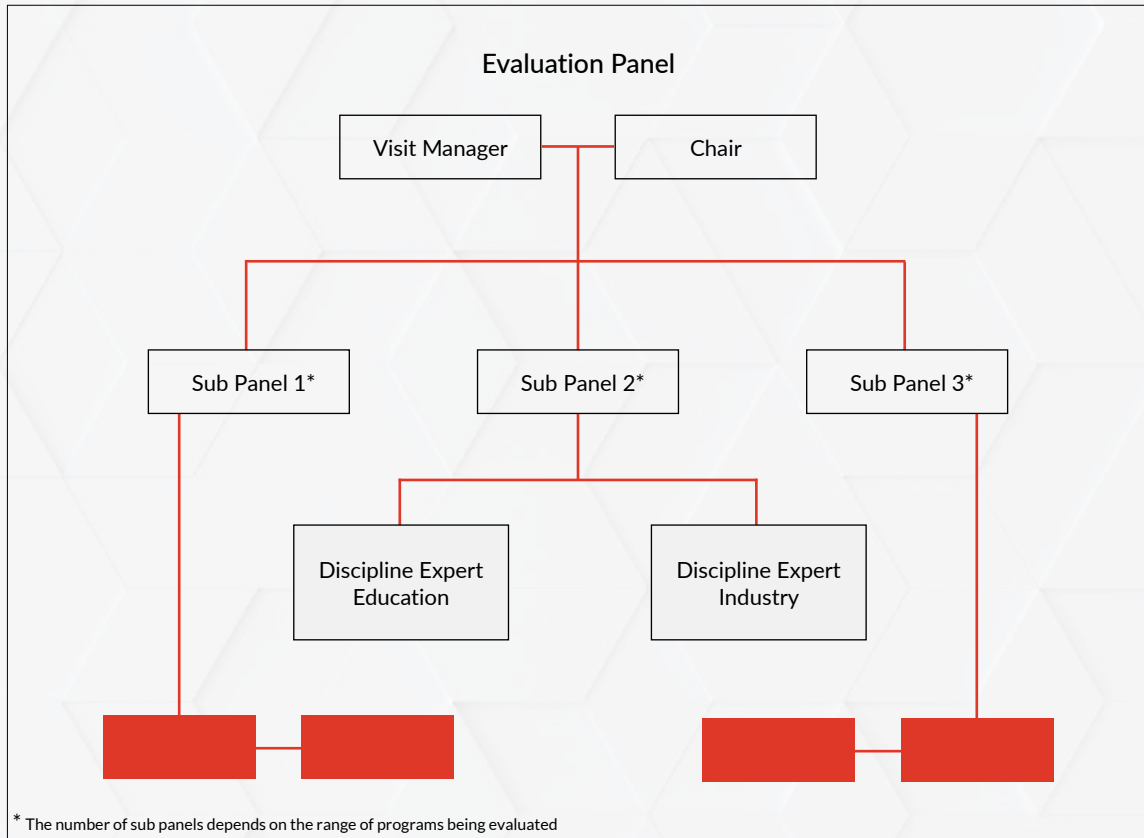 Evaluation Panel
Visit Manager
Chair
Sub Panel 1*
Sub Panel 2*
Sub Panel 3*
Discipline Expert
Education
Discipline Expert
Industry
* The number of sub panels depends on the range of programs being evaluated